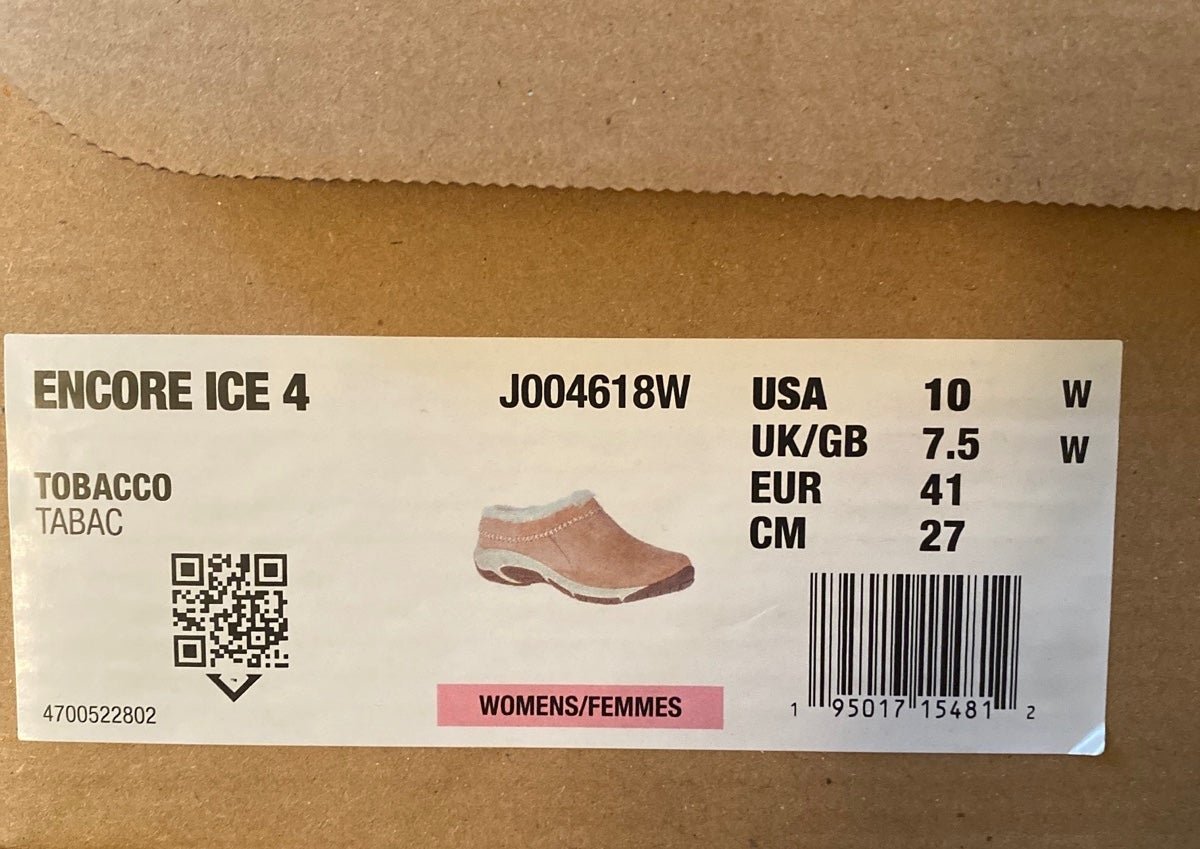 ENCORE ICE 4
J004618W
TOBACCO
TABAC
4700522802
WOMENS/FEMMES
USA 10 W
UK/GB 7.5 W
EUR 41
CM 27
1 95017 15481 2